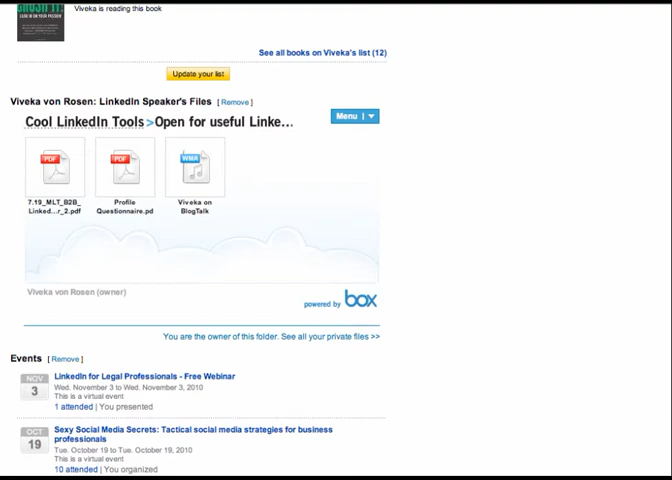 CRUSH IT!
Viveka is reading this book
See all books on Viveka's list (12)
Update your list
Viveka von Rosen: LinkedIn Speaker's Files [ Remove ]
Cool LinkedIn Tools >Open for useful Linke...
Menu
PDF
PDF
WMA
7.19_MLT_B2B_
Linked...r_2.pdf
Profile
Questionnaire.pd
Viveka on
BlogTalk
Viveka von Rosen (owner)
powered by box
You are the owner of this folder. See all your private files >>
Events [ Remove ]
NOV
3
LinkedIn for Legal Professionals - Free Webinar
Wed. November 3 to Wed. November 3, 2010
This is a virtual event
1 attended | You presented
OCT
19
Sexy Social Media Secrets: Tactical social media strategies for business
professionals
Tue. October 19 to Tue. October 19, 2010
This is a virtual event
10 attended | You organized